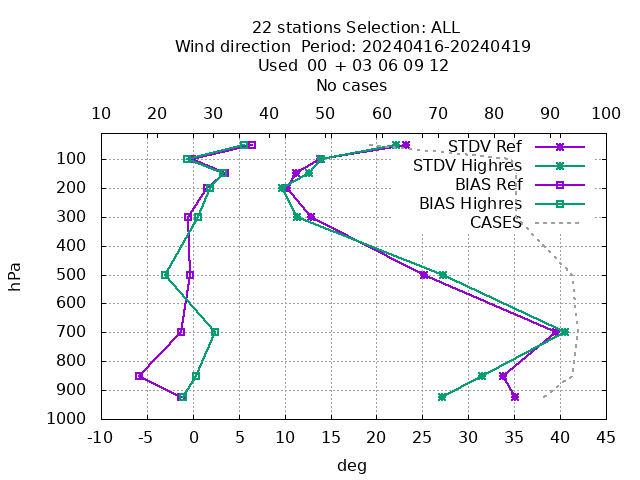 22 stations Selection: ALL
Wind direction  Period: 20240416-20240419
Used  00  + 03 06 09 12
No cases
10 20 30 40 50 60 70 80 90 100
STDV Ref
STDV Highres
BIAS Ref
BIAS Highres
CASES
100
200
300
400
500
600
700
800
900
1000
hPa
-10 -5 0 5 10 15 20 25 30 35 40 45
deg